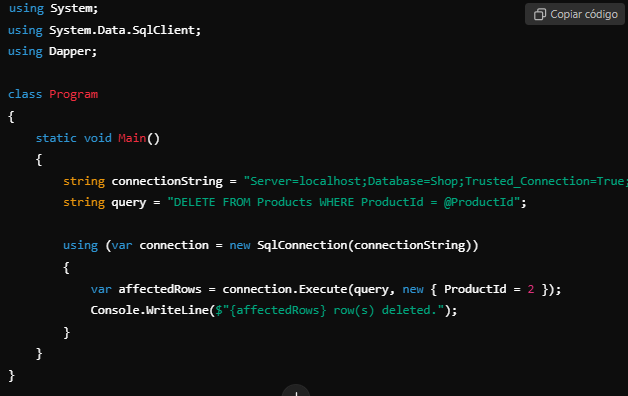 using System;
Copiar código
using System.Data.SqlClient;
using Dapper;
class Program
{
static void Main()
{
string connectionString = "Server=localhost;Database=Shop;Trusted_Connection=True;
string query = "DELETE FROM Products WHERE ProductId = @ProductId";
using (var connection = new SqlConnection(connectionString))
{
var affectedRows = connection.Execute(query, new { ProductId = 2 });
Console.WriteLine($"{affectedRows} row(s) deleted.");
}
}
}